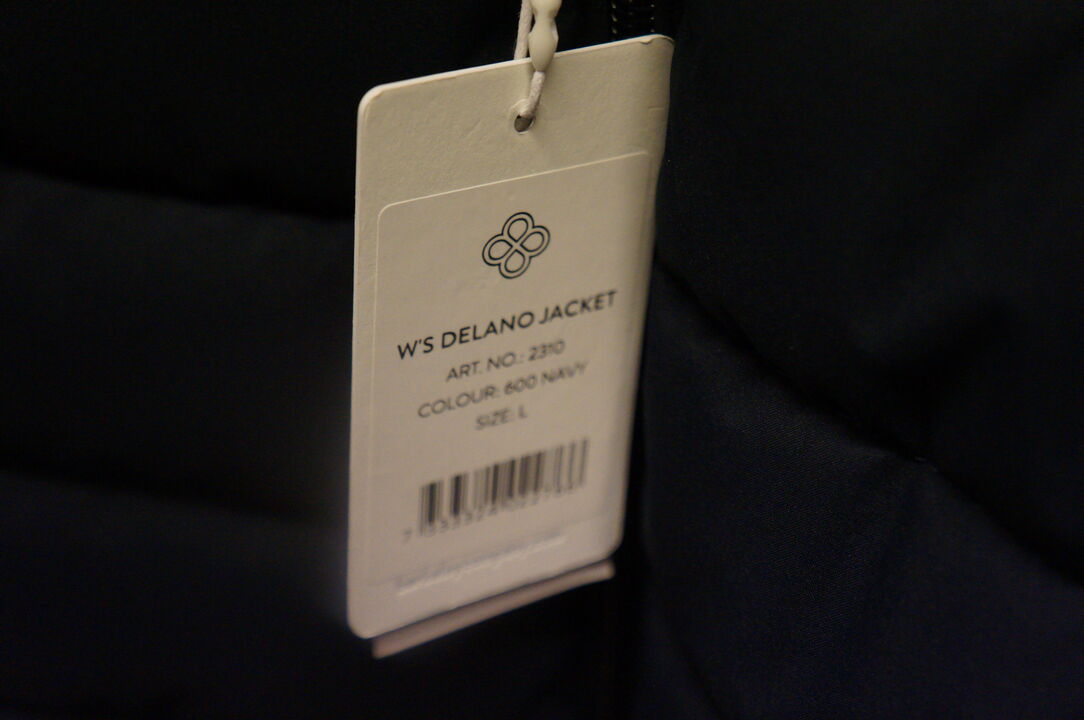 W'S DELANO JACKET
ART. NO.: 2310
COLOUR: 600 NAVY
SIZE: L